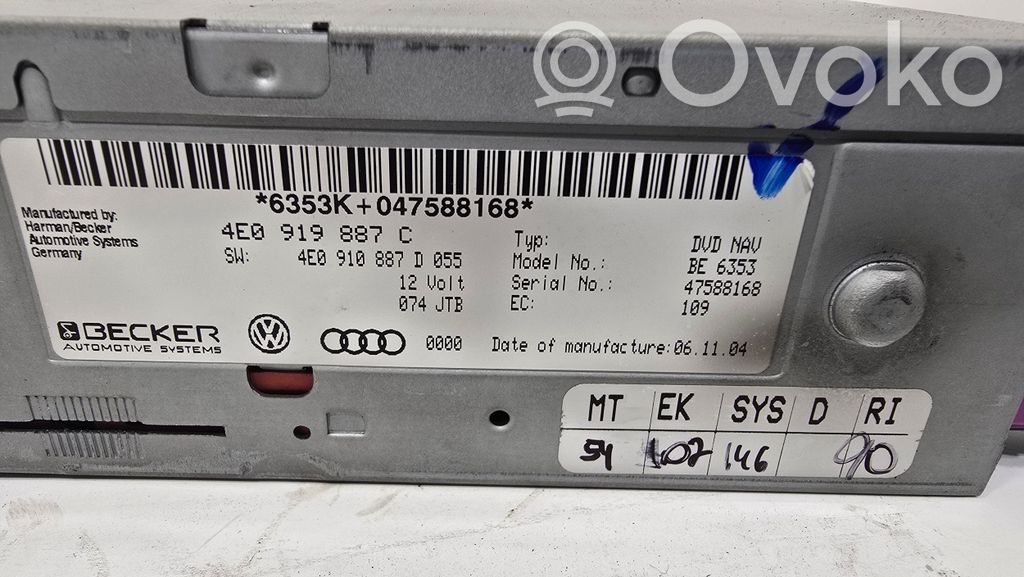 Ovoko
*6353K+047588168*
Manufactured by:
Harman/Becker
Automotive Systems
Germany
4E0 919 887 C
SW: 4E0 910 887 D 055
12 Volt
074 JTB
Typ: DVD NAV
Model No.: BE 6353
Serial No.: 47588168
EC: 109
BECKER
AUTOMOTIVE SYSTEMS
0000
Date of manufacture: 06.11.04
MT EK SYS D RI
54 102 146 90